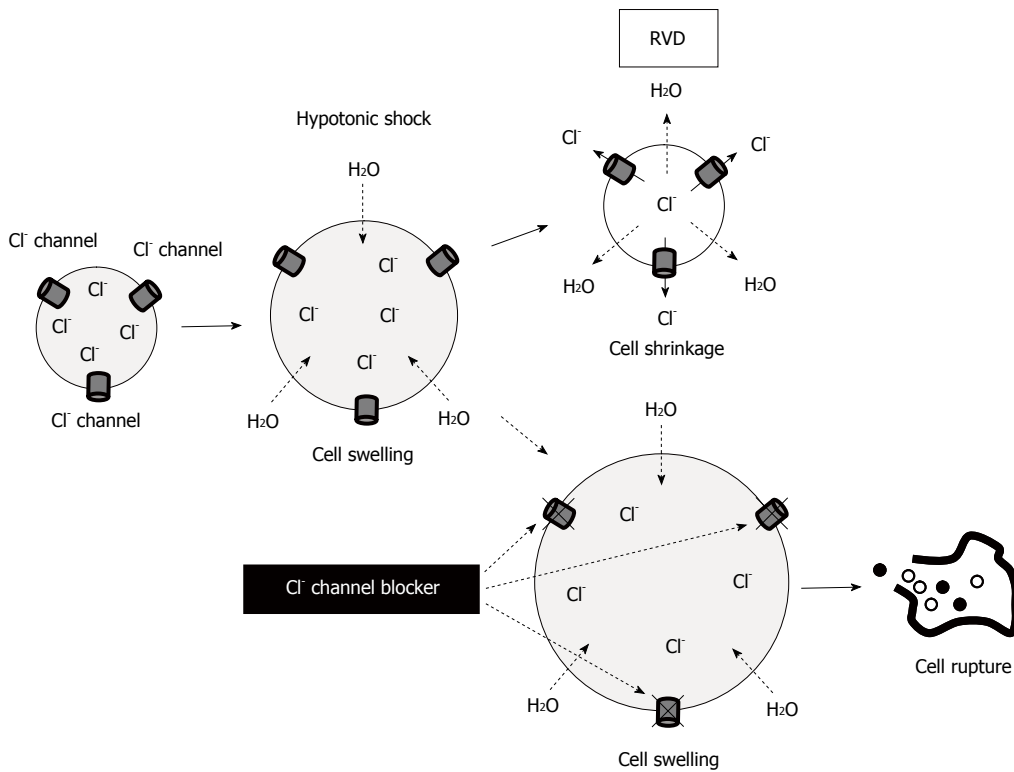 RVD
H₂O
Hypotonic shock
Cl⁻
Cl⁻
H₂O
Cl⁻
Cl⁻ channel
Cl⁻ channel
Cl⁻
Cl⁻
H₂O
H₂O
Cl⁻
Cl⁻
Cl⁻
Cl⁻
Cl⁻
Cl⁻
Cl⁻
Cell shrinkage
Cl⁻
Cl⁻ channel
H₂O
H₂O
H₂O
Cell swelling
Cl⁻
Cl⁻ channel blocker
Cl⁻
Cl⁻
Cl⁻
Cell rupture
H₂O
H₂O
Cell swelling